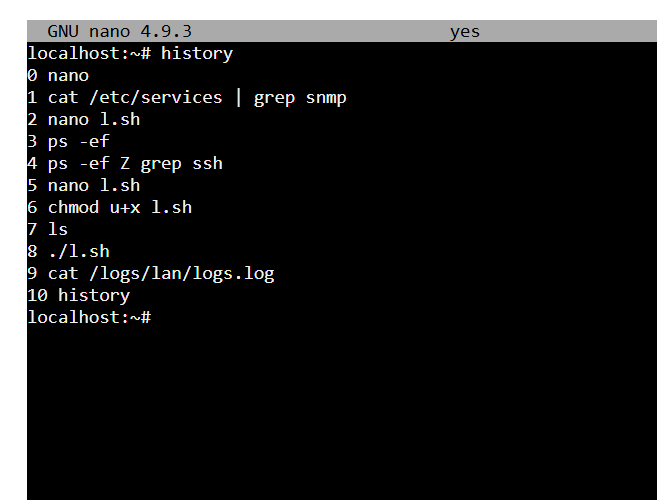 GNU nano 4.9.3 yes
localhost:~# history
0 nano
1 cat /etc/services | grep snmp
2 nano l.sh
3 ps -ef
4 ps -ef Z grep ssh
5 nano l.sh
6 chmod u+x l.sh
7 ls
8 ./l.sh
9 cat /logs/lan/logs.log
10 history
localhost:~#